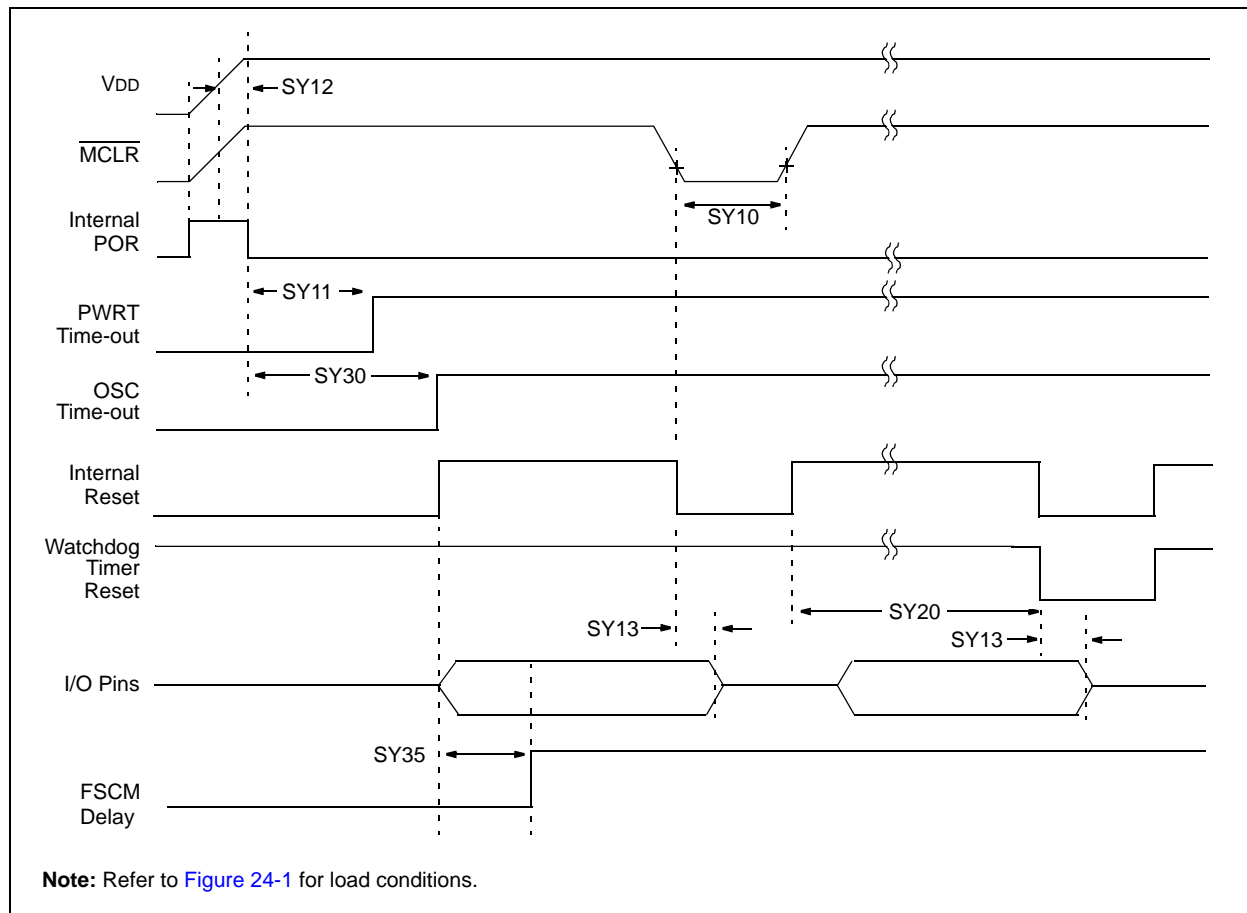 VDD
SY12
MCLR
SY10
Internal
POR
SY11
PWRT
Time-out
SY30
OSC
Time-out
Internal
Reset
Watchdog
Timer
Reset
SY20
SY13
SY13
I/O Pins
SY35
FSCM
Delay
Note: Refer to Figure 24-1 for load conditions.